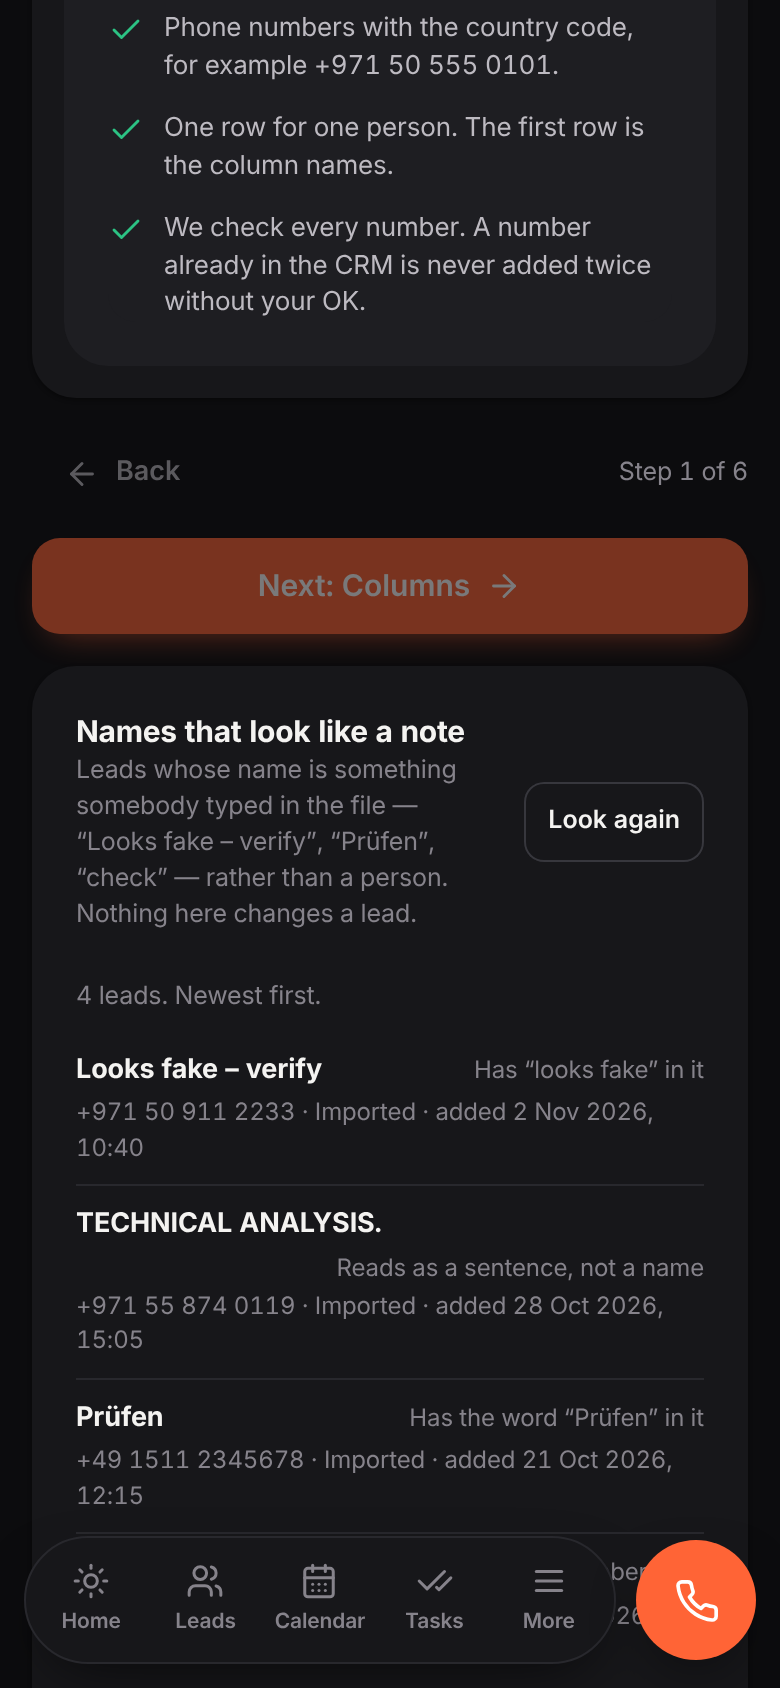 Phone numbers with the country code,
for example +971 50 555 0101.
One row for one person. The first row is
the column names.
We check every number. A number
already in the CRM is never added twice
without your OK.
Back
Step 1 of 6
Next: Columns
Names that look like a note
Leads whose name is something
somebody typed in the file —
“Looks fake – verify”, “Prüfen”,
“check” — rather than a person.
Nothing here changes a lead.
Look again
4 leads. Newest first.
Looks fake – verify
Has “looks fake” in it
+971 50 911 2233 · Imported · added 2 Nov 2026,
10:40
TECHNICAL ANALYSIS.
Reads as a sentence, not a name
+971 55 874 0119 · Imported · added 28 Oct 2026,
15:05
Prüfen
Has the word “Prüfen” in it
+49 1511 2345678 · Imported · added 21 Oct 2026,
12:15
Home
Leads
Calendar
Tasks
More